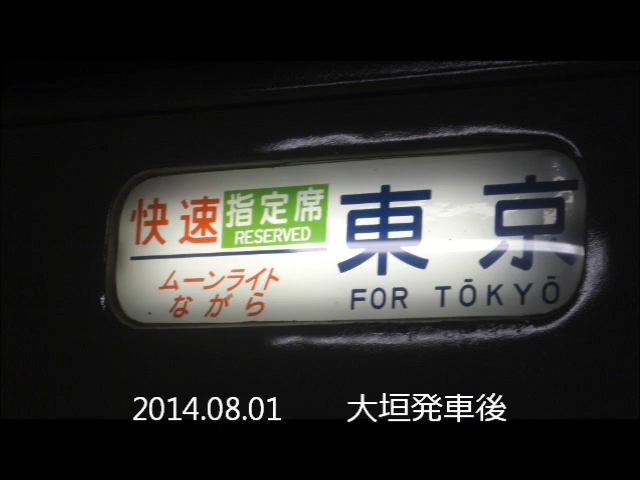 快速 指定席
RESERVED
ムーンライト
ながら
東京
FOR TŌKYŌ
2014.08.01 大垣発車後